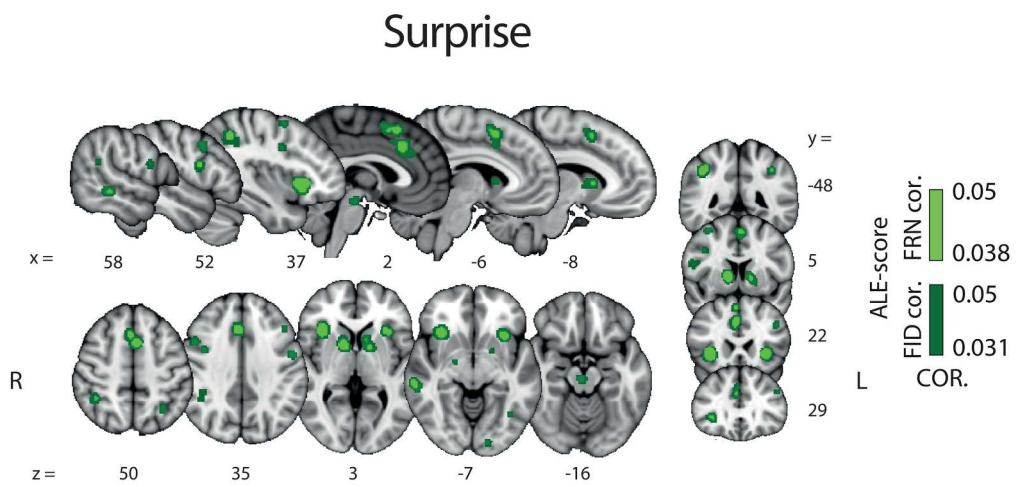 Surprise
x = 58 52 37 2 -6 -8
R
z = 50 35 3 -7 -16
y =
-48
5
22
29
L
ALE-score
FRN cor.
0.05
0.038
FID cor.
0.05
0.031
COR.